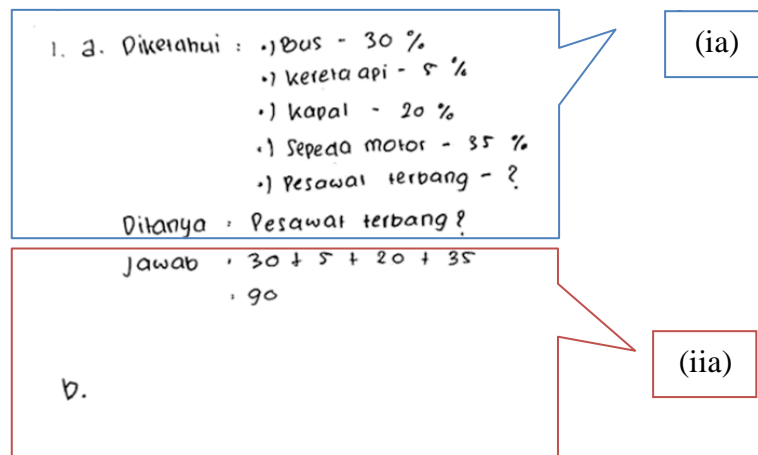 1. a. Diketahui : •) Bus - 30 %
•) kereta api - 5 %
•) kapal - 20 %
•) Sepeda motor - 35 %
•) Pesawat terbang - ?
Ditanya : Pesawat terbang ?
Jawab : 30 + 5 + 20 + 35
: 90
b.
(ia)
(iia)